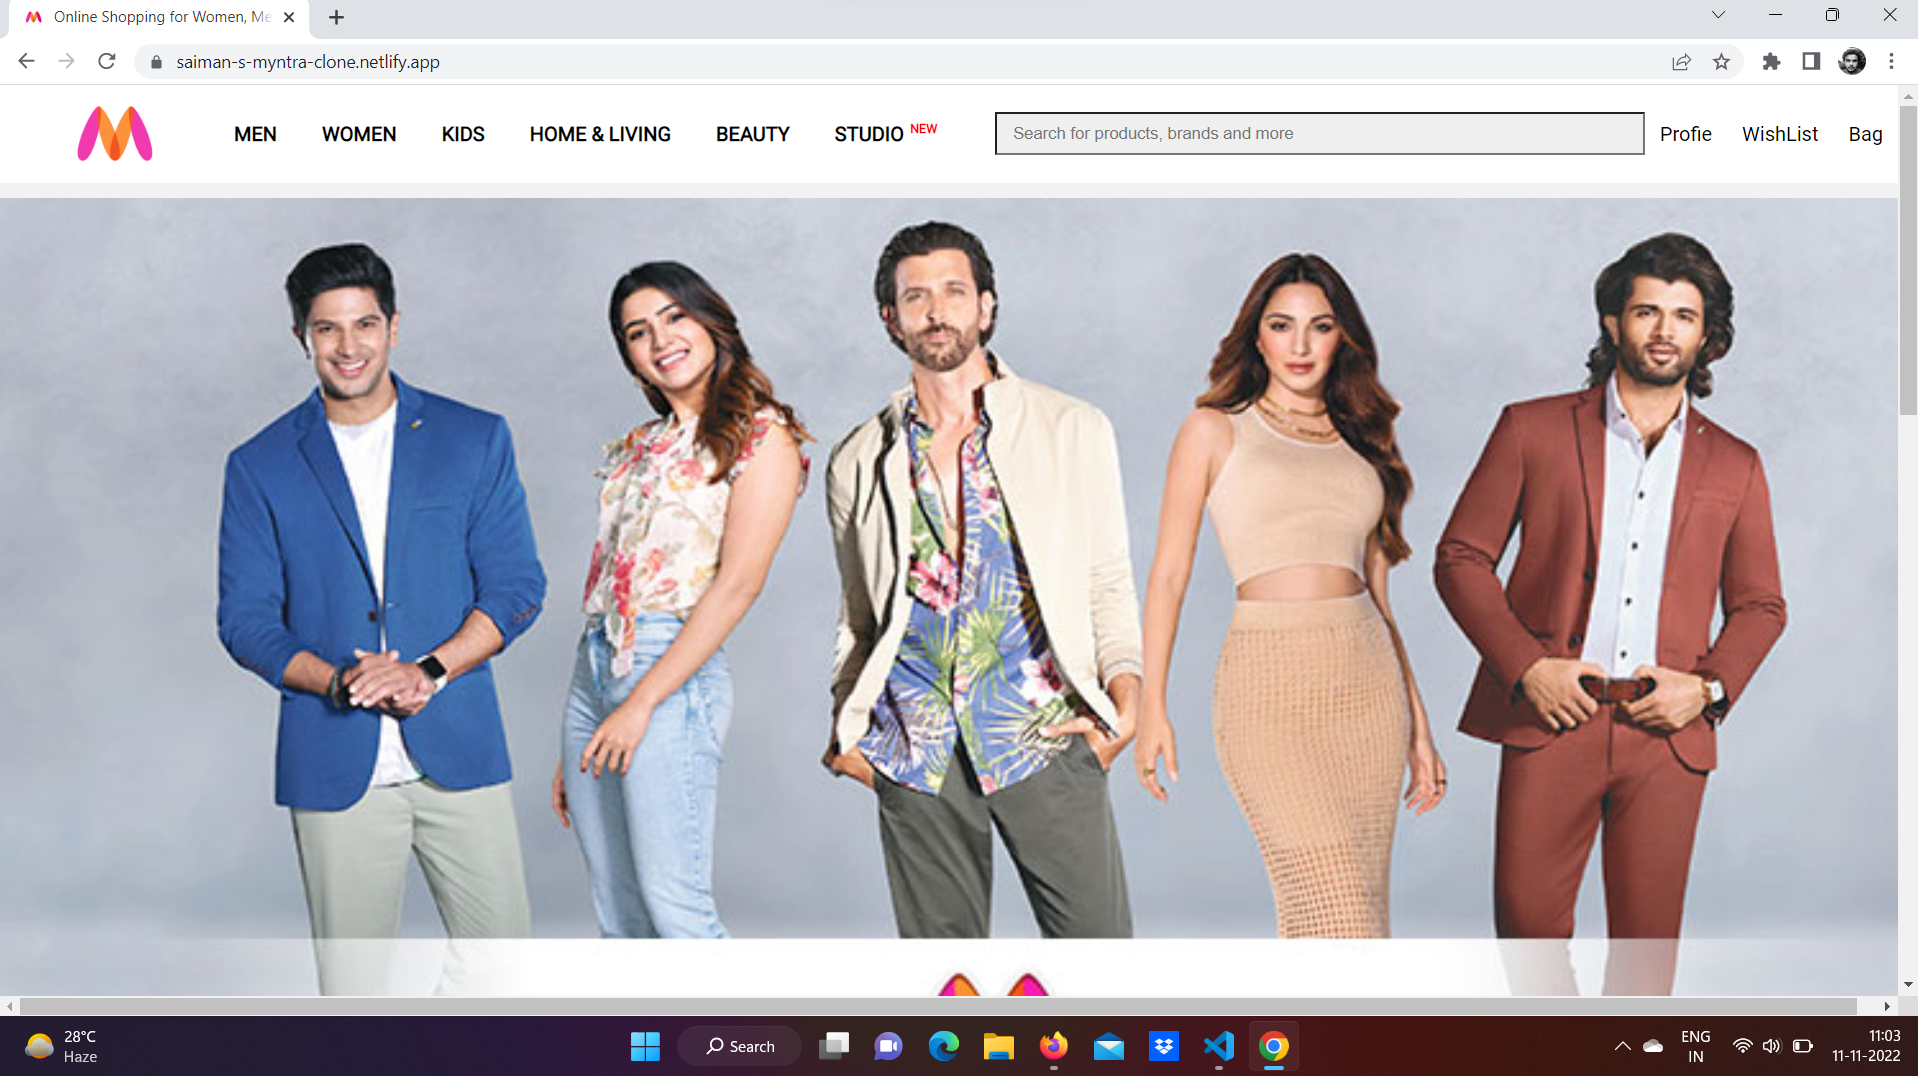 Online Shopping for Women, Me
saiman-s-myntra-clone.netlify.app
MEN WOMEN KIDS HOME & LIVING BEAUTY STUDIO NEW Search for products, brands and more Profie WishList Bag
28°C
Haze
Search
ENG
IN
11:03
11-11-2022